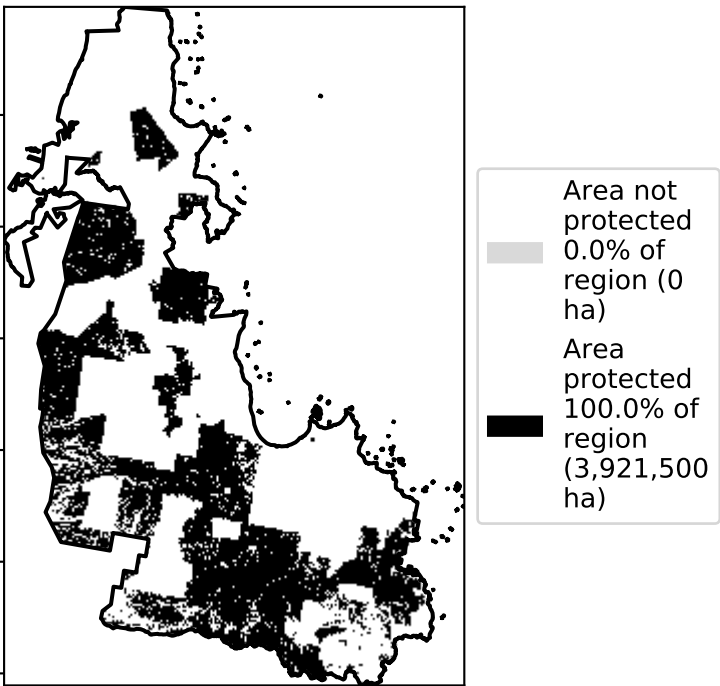 Area not
protected
0.0% of
region (0
ha)
Area
protected
100.0% of
region
(3,921,500
ha)